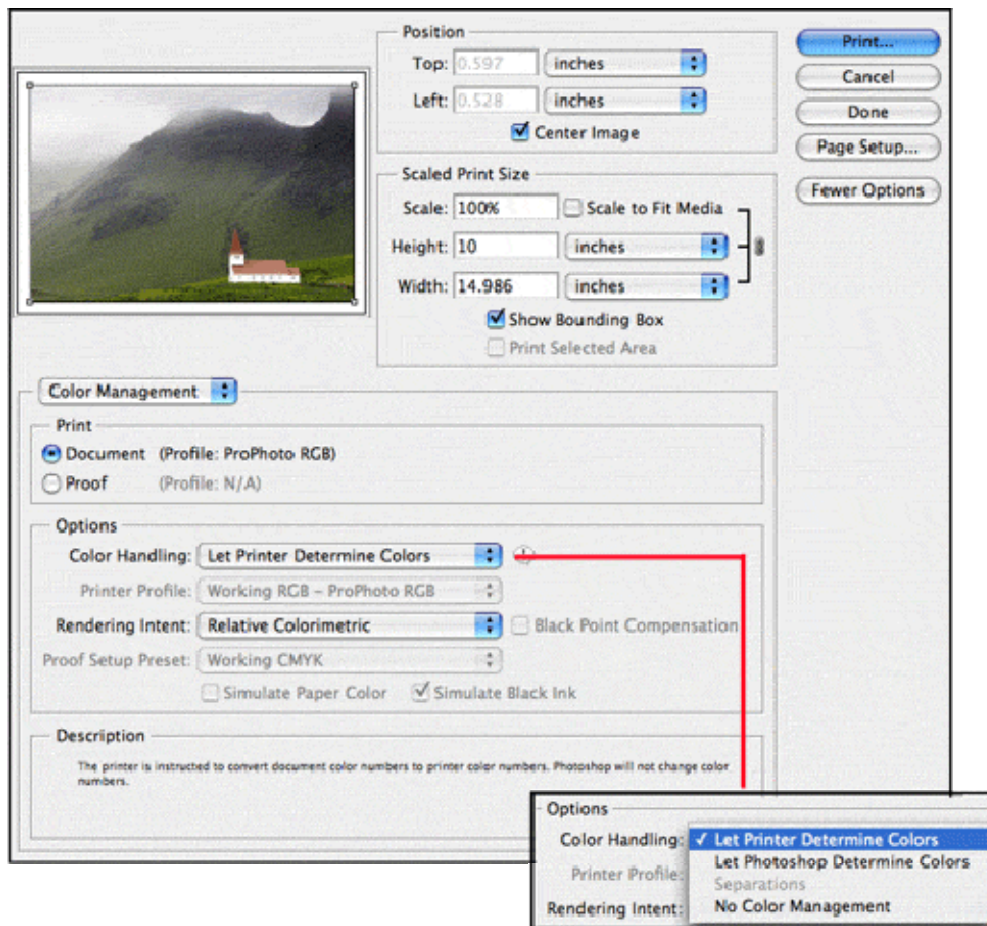 Position
Top: 0.597 inches
Left: 0.528 inches
Center Image
Print...
Cancel
Done
Page Setup...
Fewer Options
Scaled Print Size
Scale: 100% Scale to Fit Media
Height: 10 inches
Width: 14.986 inches
Show Bounding Box
Print Selected Area
Color Management
Print
Document (Profile: ProPhoto RGB)
Proof (Profile: N/A)
Options
Color Handling: Let Printer Determine Colors
Printer Profile: Working RGB - ProPhoto RGB
Rendering Intent: Relative Colorimetric Black Point Compensation
Proof Setup Preset: Working CMYK
Simulate Paper Color Simulate Black Ink
Description
The printer is instructed to convert document color numbers to printer color numbers. Photoshop will not change color
numbers.
Options
Color Handling: ✓ Let Printer Determine Colors
Let Photoshop Determine Colors
Printer Profile:
Separations
Rendering Intent: No Color Management